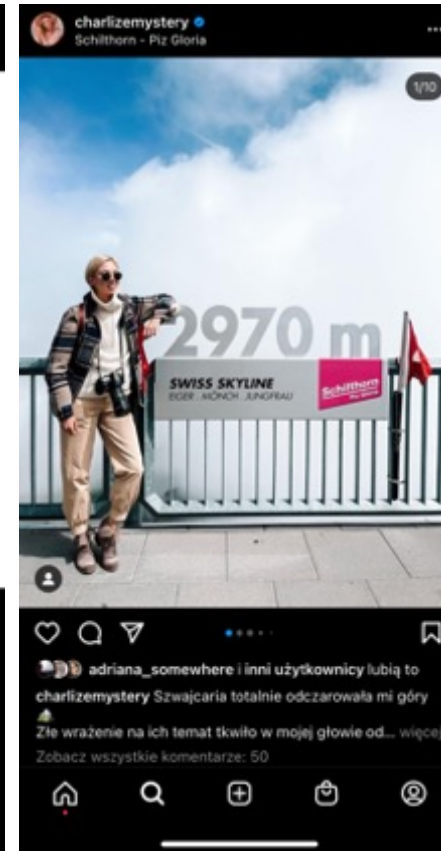 charlizemystery
Schilthorn - Piz Gloria
1/10
2970 m
SWISS SKYLINE
EIGER . MÖNCH . JUNGFRAU
Schilthorn
Piz Gloria
adriana_somewhere i inni użytkownicy lubią to
charlizemystery Szwajcaria totalnie odczarowała mi góry
Złe wrażenie na ich temat tkwiło w mojej głowie od... więcej
Zobacz wszystkie komentarze: 50